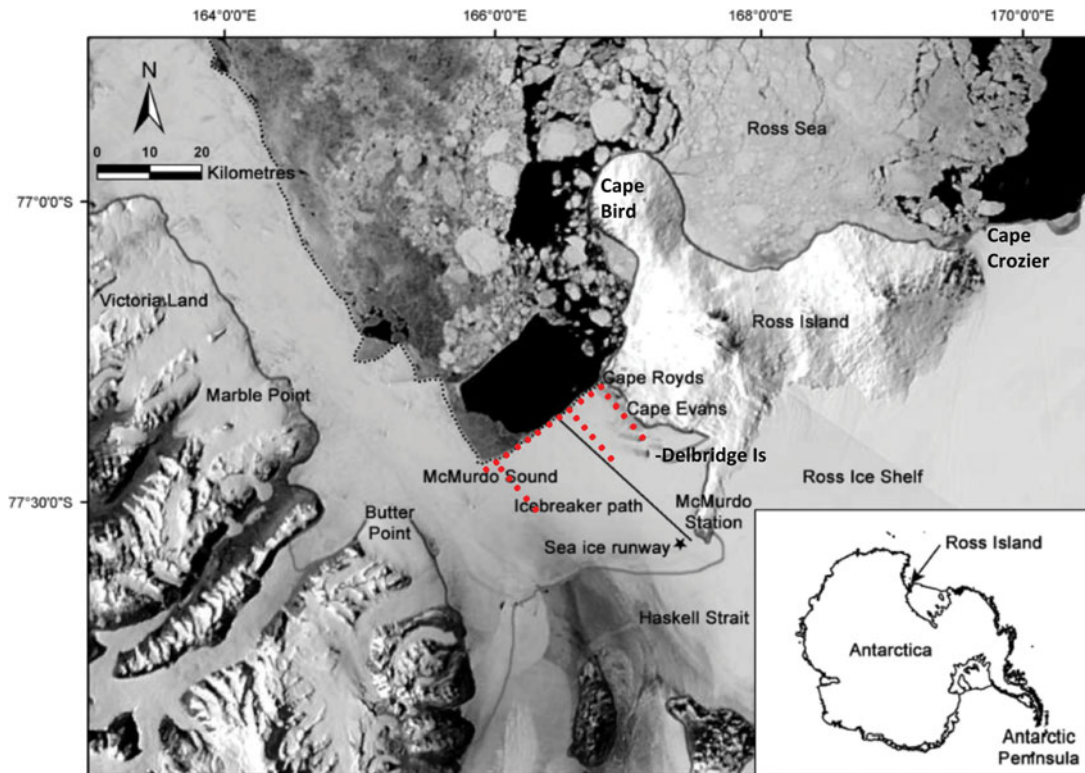 164°0'0"E
166°0'0"E
168°0'0"E
170°0'0"E
N
0 10 20
Kilometres
77°0'0"S
77°30'0"S
Ross Sea
Cape
Bird
Cape
Crozier
Victoria Land
Ross Island
Marble Point
Cape Royds
Cape Evans
-Delbridge Is
McMurdo Sound
Ross Ice Shelf
Icebreaker path
McMurdo
Station
Butter
Point
Sea ice runway
Haskell Strait
Ross Island
Antarctica
Antarctic
Peninsula